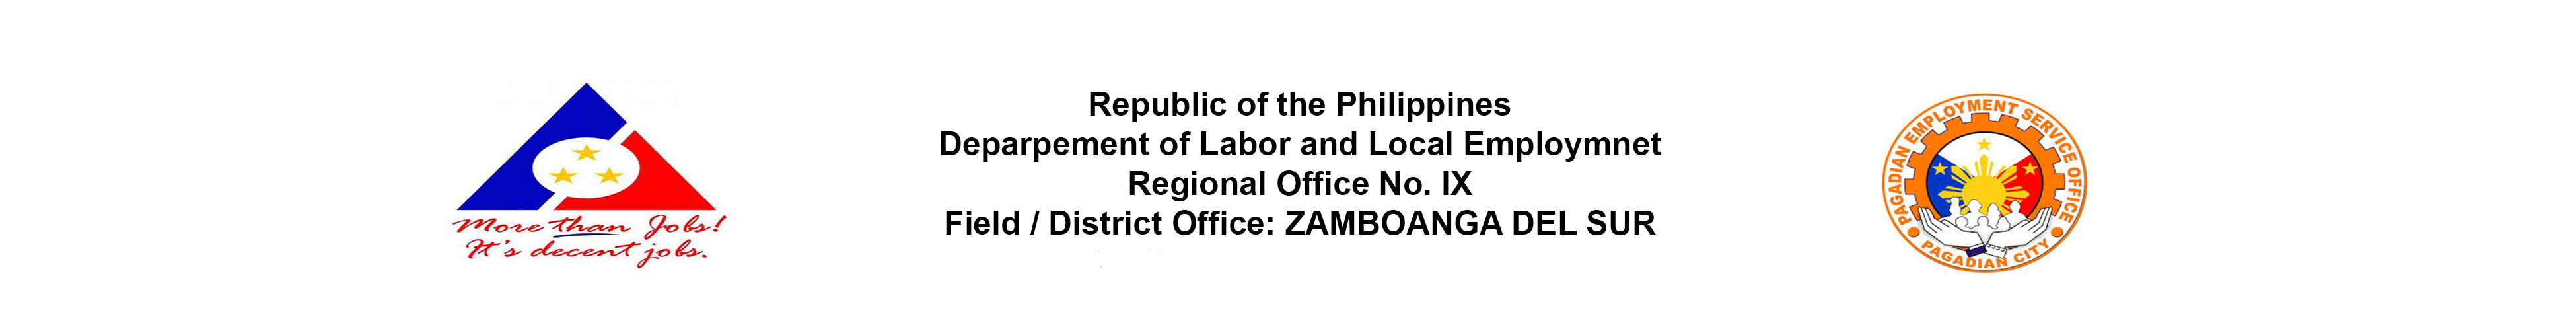 More than Jobs!
It's decent jobs.
Republic of the Philippines
Deparpement of Labor and Local Employmnet
Regional Office No. IX
Field / District Office: ZAMBOANGA DEL SUR
PAGADIAN EMPLOYMENT SERVICE OFFICE
PAGADIAN CITY